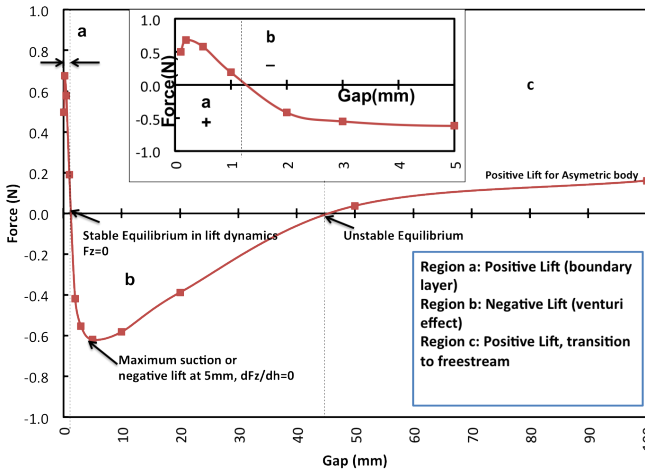 1.0
0.8
0.6
0.4
0.2
0.0
-0.2
-0.4
-0.6
-0.8
-1.0
Force (N)
a
b
c
1.0
0.5
0.0
-0.5
-1.0
Force(N)
b
–
Gap(mm)
a
+
0
1
2
3
4
5
Positive Lift for Asymetric body
Stable Equilibrium in lift dynamics
Fz=0
Unstable Equilibrium
Maximum suction or
negative lift at 5mm, dFz/dh=0
Region a: Positive Lift (boundary
layer)
Region b: Negative Lift (venturi
effect)
Region c: Positive Lift, transition
to freestream
0
10
20
30
40
50
60
70
80
90
100
Gap (mm)